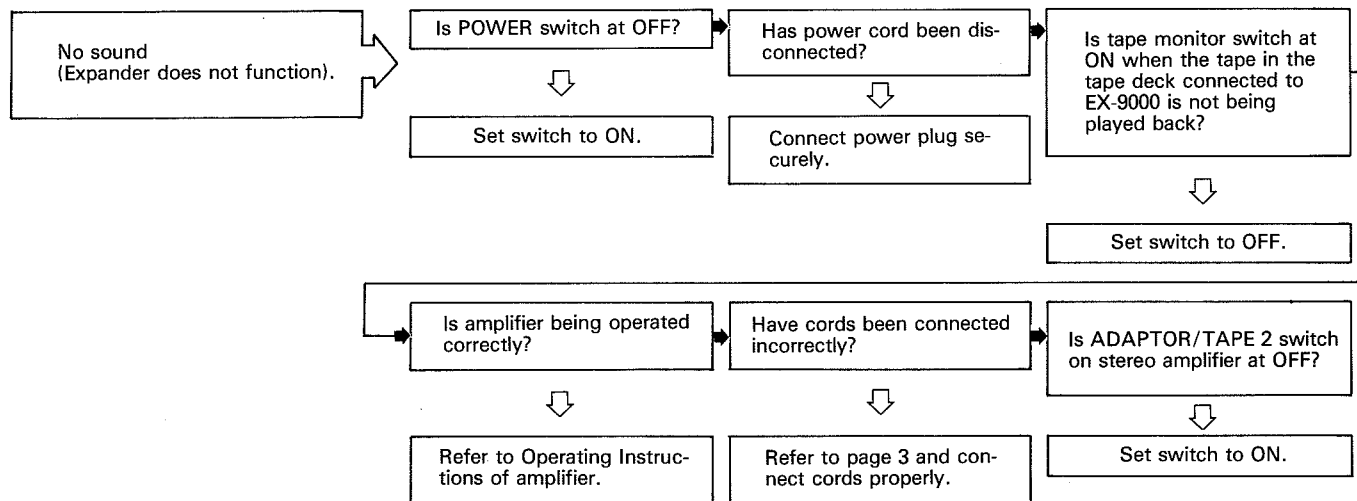 No sound
(Expander does not function).
Is POWER switch at OFF?
Set switch to ON.
Has power cord been dis-
connected?
Connect power plug se-
curely.
Is tape monitor switch at
ON when the tape in the
tape deck connected to
EX-9000 is not being
played back?
Set switch to OFF.
Is amplifier being operated
correctly?
Refer to Operating Instruc-
tions of amplifier.
Have cords been connected
incorrectly?
Refer to page 3 and con-
nect cords properly.
Is ADAPTOR/TAPE 2 switch
on stereo amplifier at OFF?
Set switch to ON.